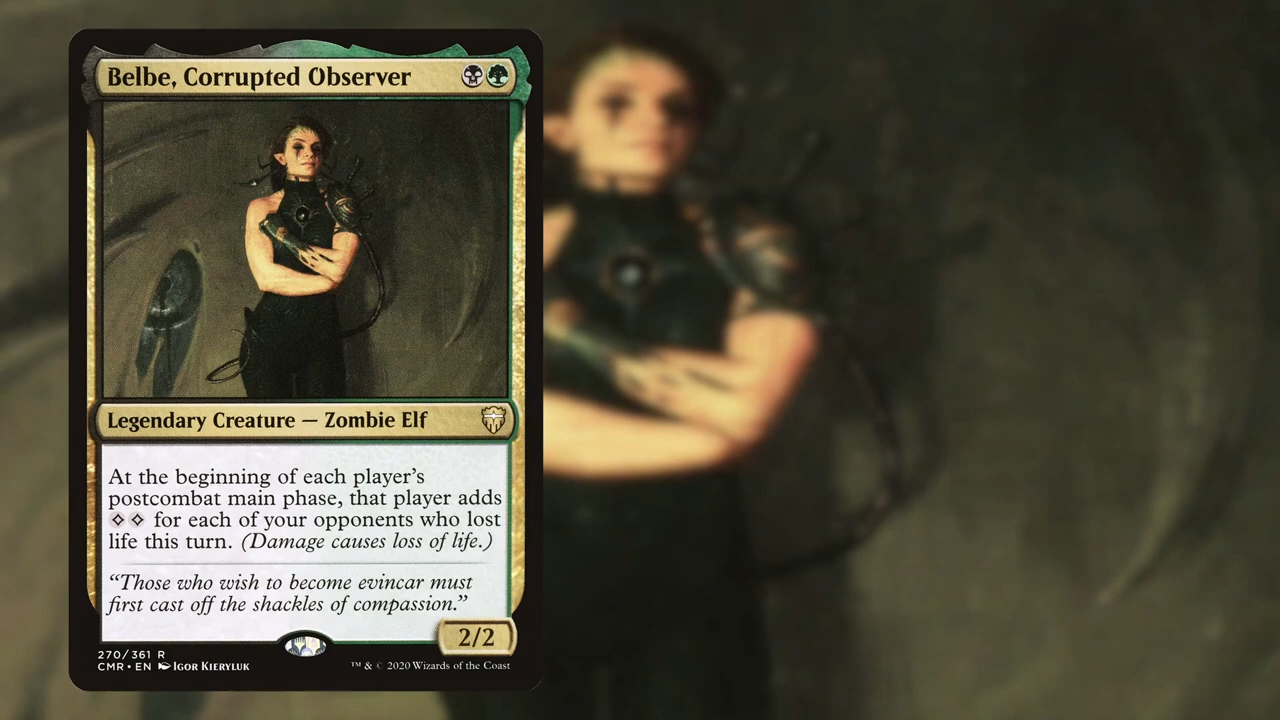 Belbe, Corrupted Observer
Legendary Creature — Zombie Elf
At the beginning of each player's
postcombat main phase, that player adds
for each of your opponents who lost
life this turn. (Damage causes loss of life.)
“Those who wish to become evincar must
first cast off the shackles of compassion.”
2/2
270/361 R
CMR • EN Igor Kieryluk
™ & © 2020 Wizards of the Coast